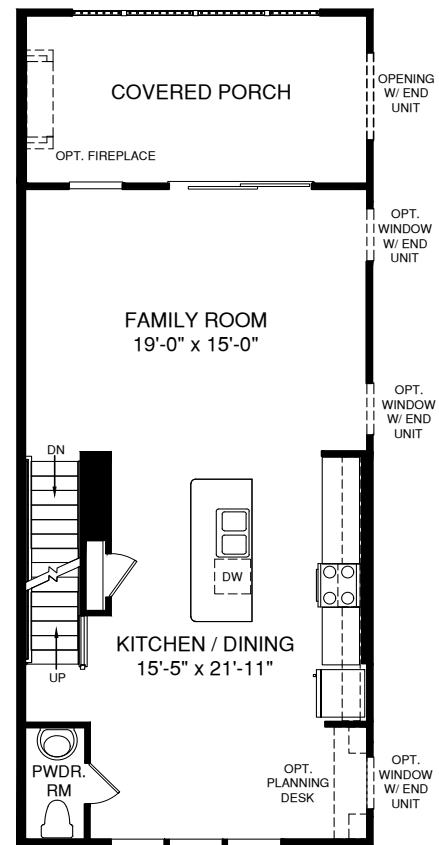 COVERED PORCH
OPENING
W/ END
UNIT
OPT. FIREPLACE
OPT.
WINDOW
W/ END
UNIT
FAMILY ROOM
19'-0" x 15'-0"
OPT.
WINDOW
W/ END
UNIT
DN
DW
UP
KITCHEN / DINING
15'-5" x 21'-11"
PWDR.
RM
OPT.
PLANNING
DESK
OPT.
WINDOW
W/ END
UNIT